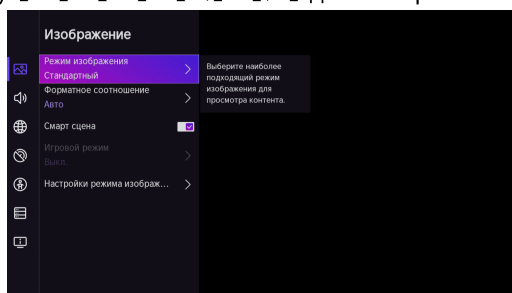 Изображение
Режим изображения
Стандартный
Выберите наиболее
подходящий режим
изображения для
просмотра контента.
Форматное соотношение
Авто
Смарт сцена
Игровой режим
Выкл.
Настройки режима изображ...